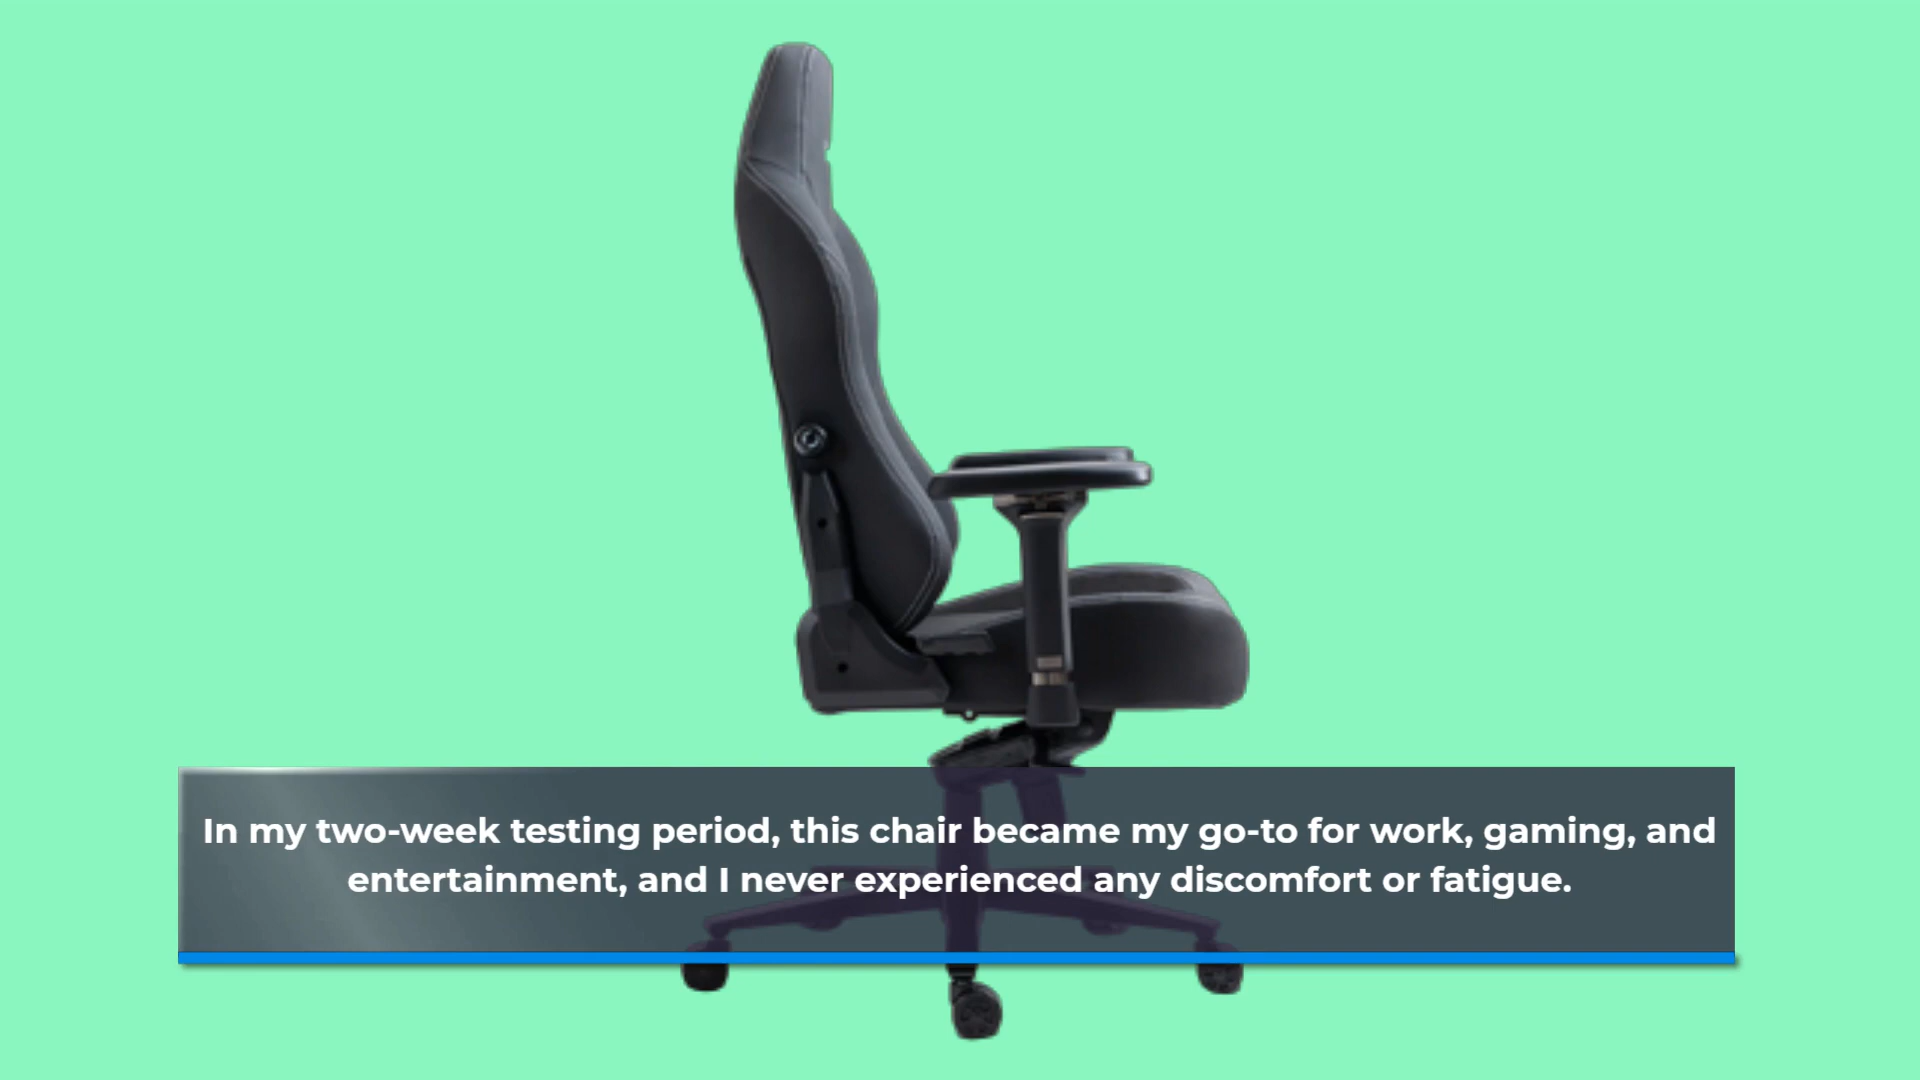 In my two-week testing period, this chair became my go-to for work, gaming, and
entertainment, and I never experienced any discomfort or fatigue.